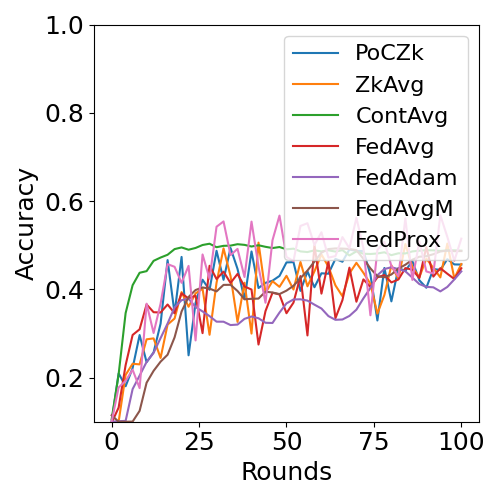 1.0
0.8
0.6
0.4
0.2
Accuracy
PoCZk
ZkAvg
ContAvg
FedAvg
FedAdam
FedAvgM
FedProx
0
25
50
75
100
Rounds